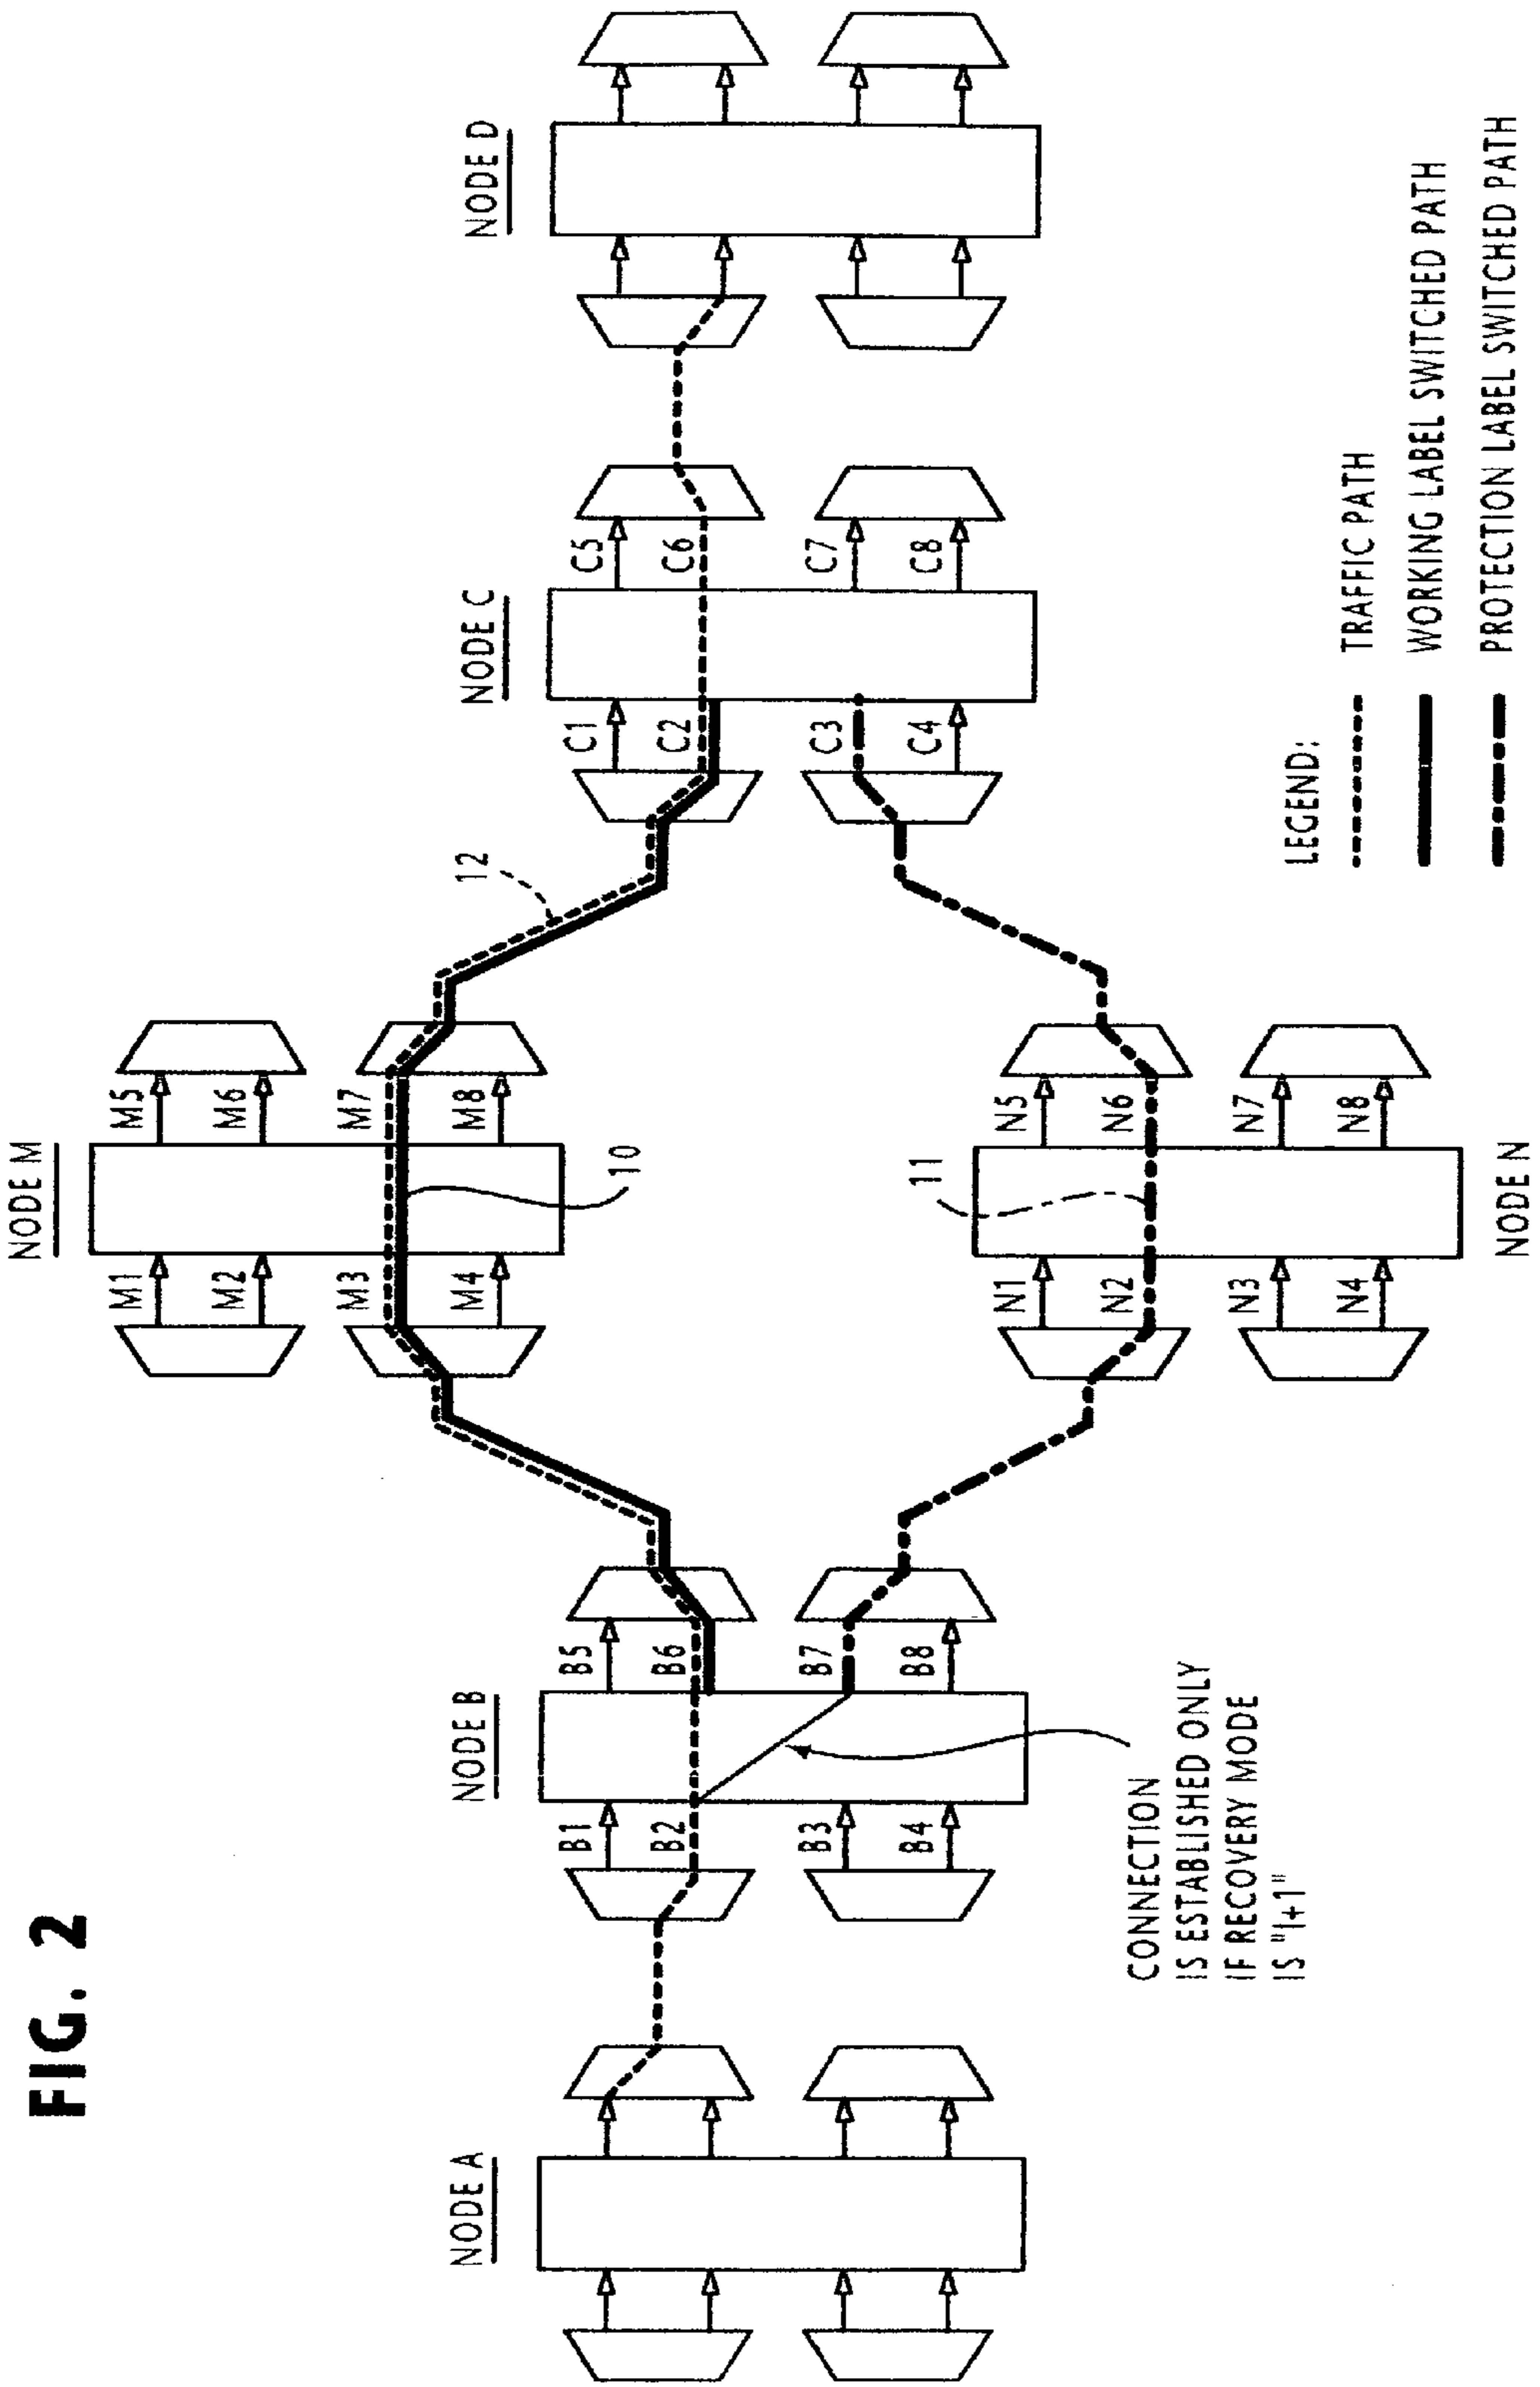 FIG. 2
NODE M
M1
M2
M3
M4
M5
M6
M7
M8
10
12
NODE A
NODE B
B1
B2
B3
B4
B5
B6
B7
B8
NODE C
C1
C2
C3
C4
C5
C6
C7
C8
NODE D
11
N1
N2
N3
N4
N5
N6
N7
N8
NODE N
CONNECTION
IS ESTABLISHED ONLY
IF RECOVERY MODE
IS "1+1"
LEGEND:
TRAFFIC PATH
WORKING LABEL SWITCHED PATH
PROTECTION LABEL SWITCHED PATH